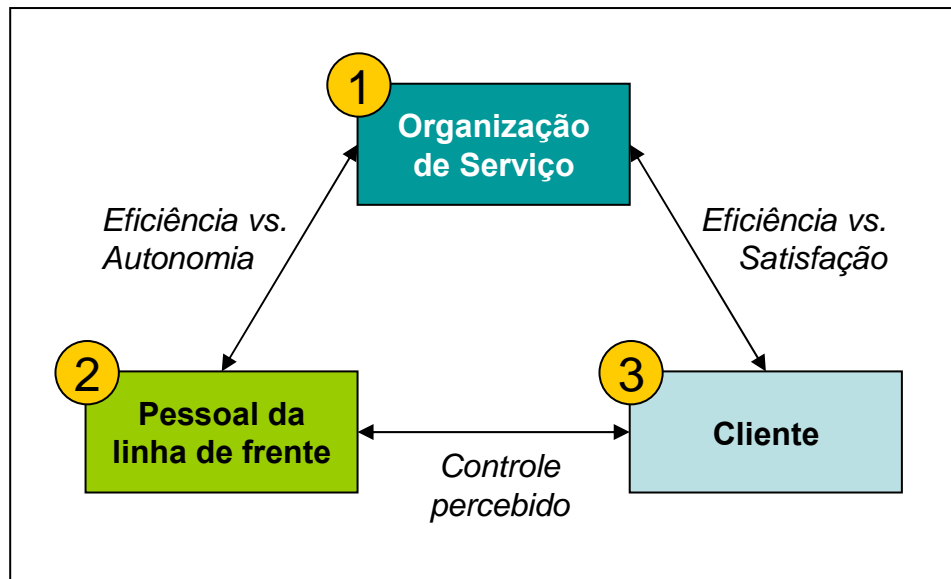 1
Organização
de Serviço
Eficiência vs.
Autonomia
Eficiência vs.
Satisfação
2
Pessoal da
linha de frente
3
Cliente
Controle
percebido